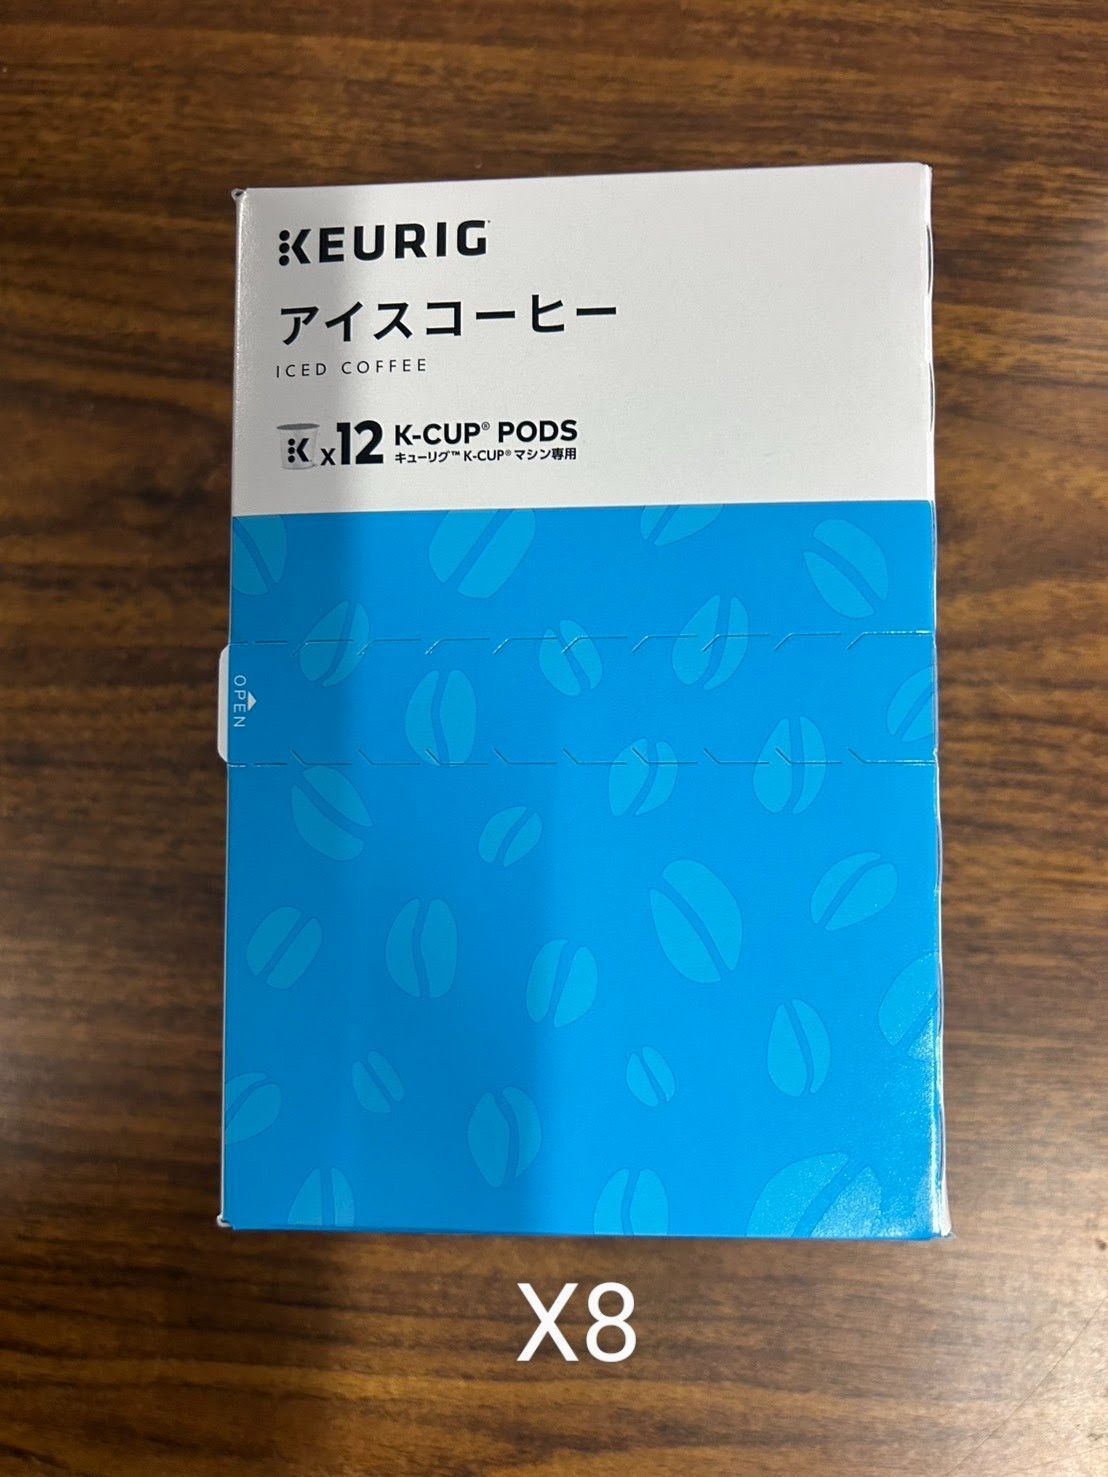 KEURIG
アイスコーヒー
ICED COFFEE
K x12 K-CUP® PODS
キューリグ™ K-CUP® マシン専用
OPEN
X8